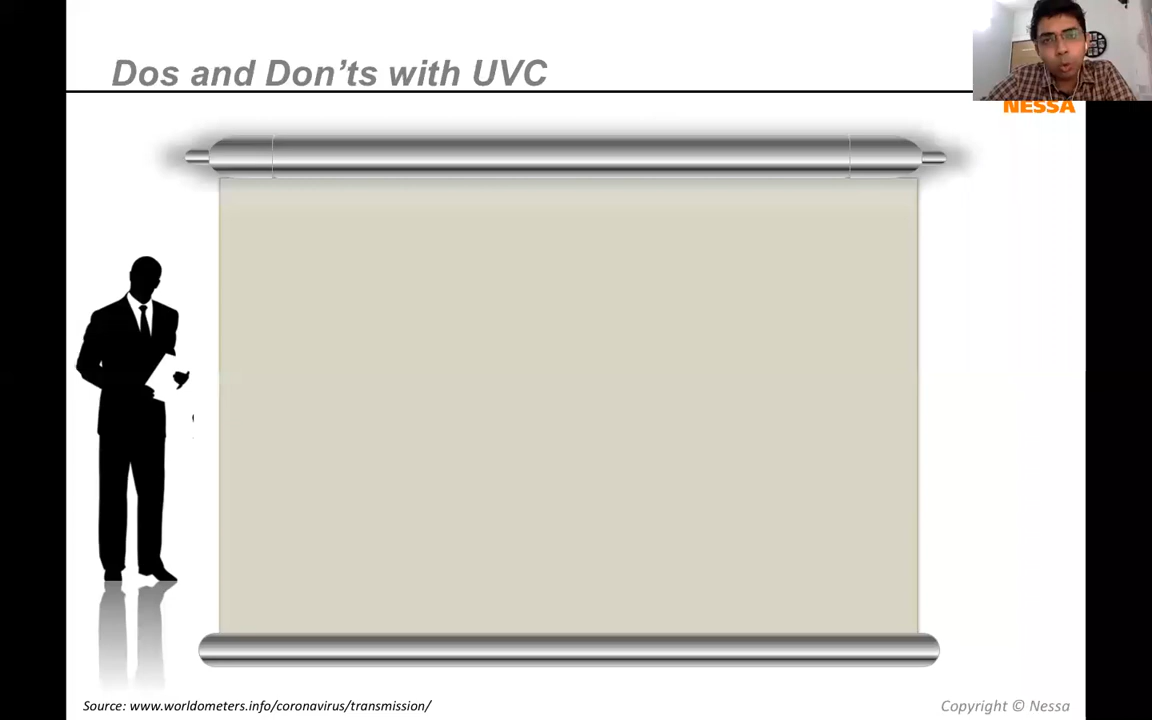 Dos and Don'ts with UVC
NESSA
Source: www.worldometers.info/coronavirus/transmission/
Copyright © Nessa